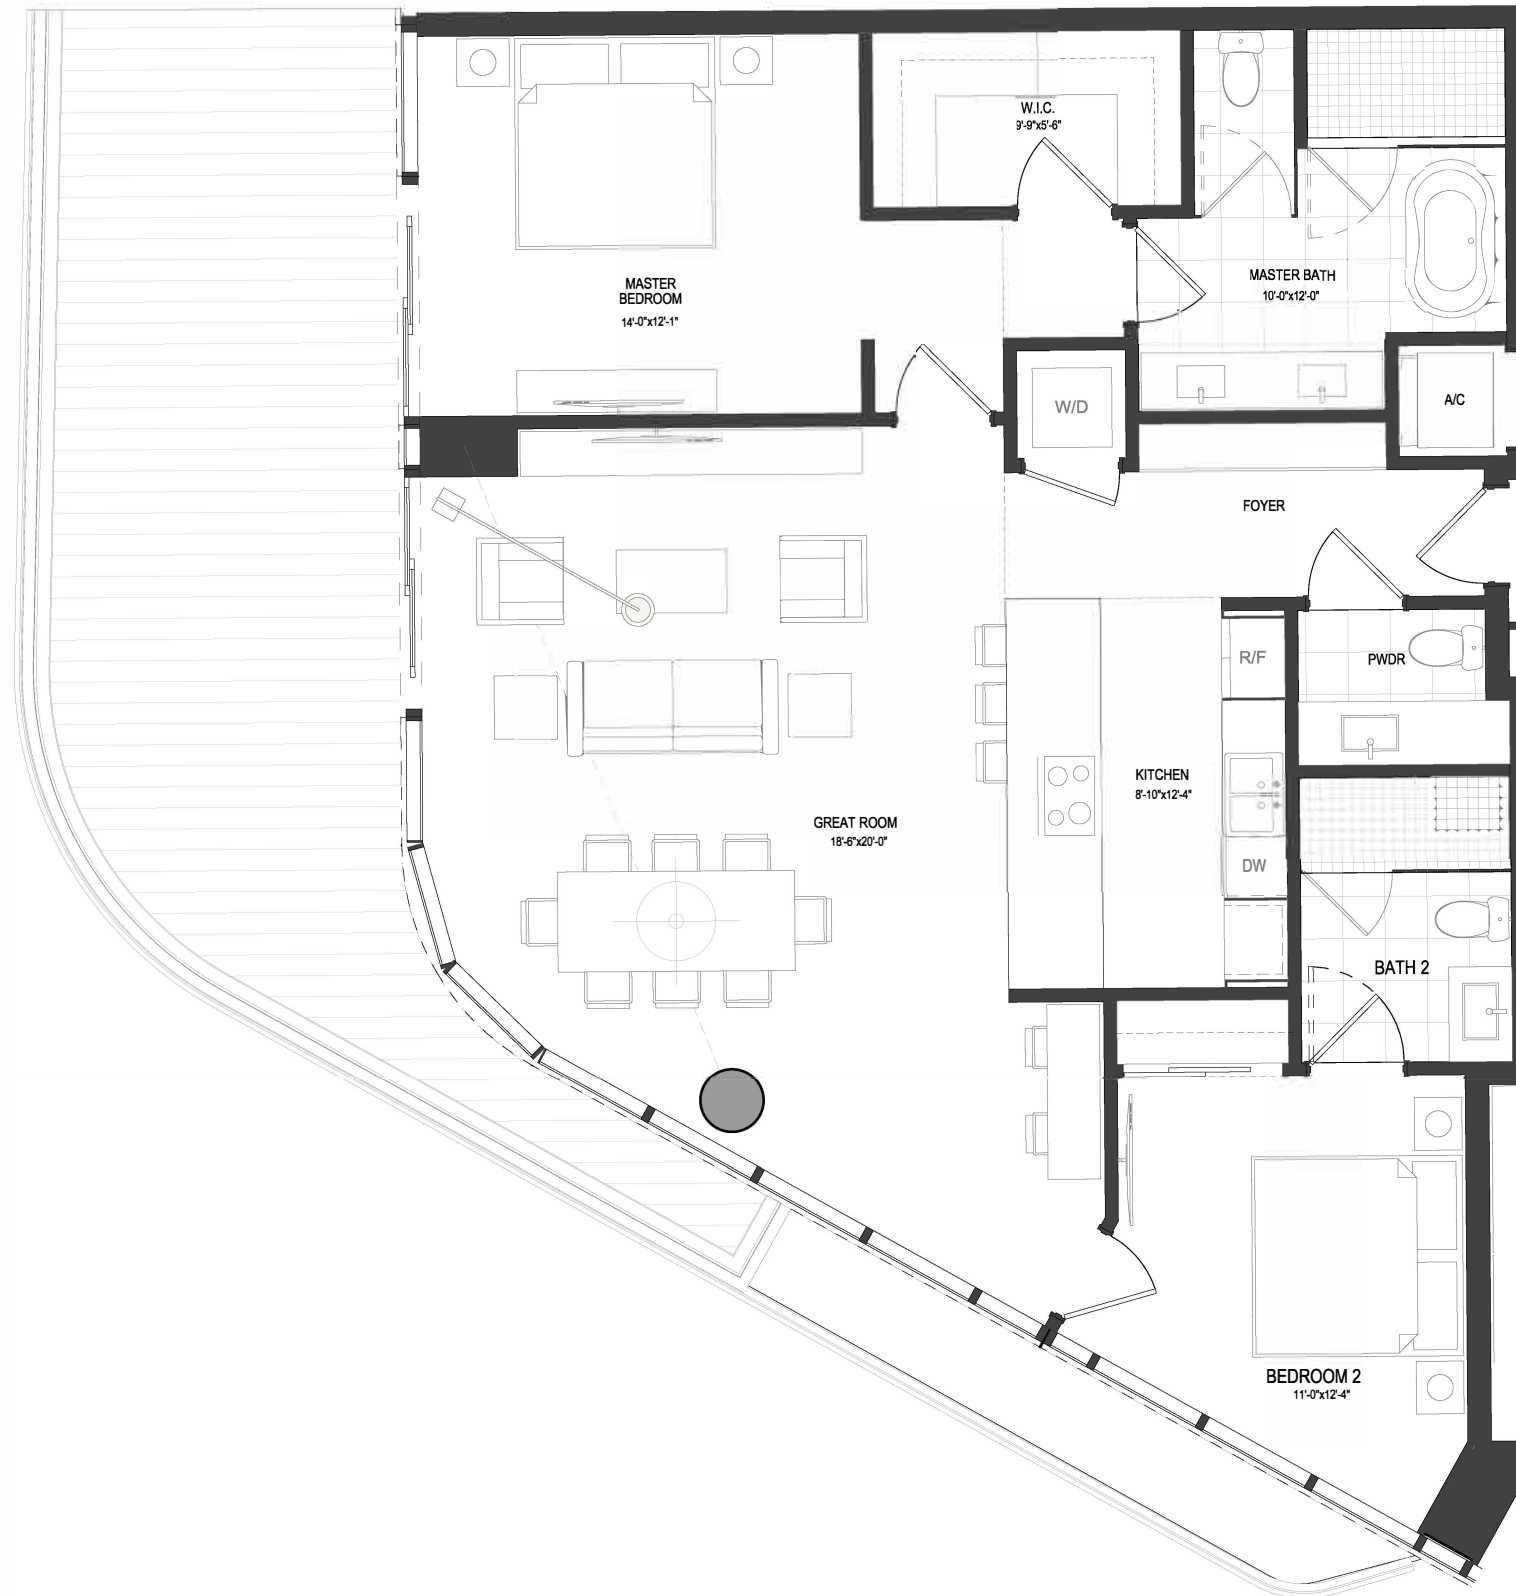 W.I.C.
9'-9"x5'-6"
MASTER BATH
10'-0"x12'-0"
MASTER
BEDROOM
14'-0"x12'-1"
W/D
A/C
FOYER
R/F
PWDR
KITCHEN
8'-10"x12'-4"
GREAT ROOM
18'-6"x20'-0"
DW
BATH 2
BEDROOM 2
11'-0"x12'-4"